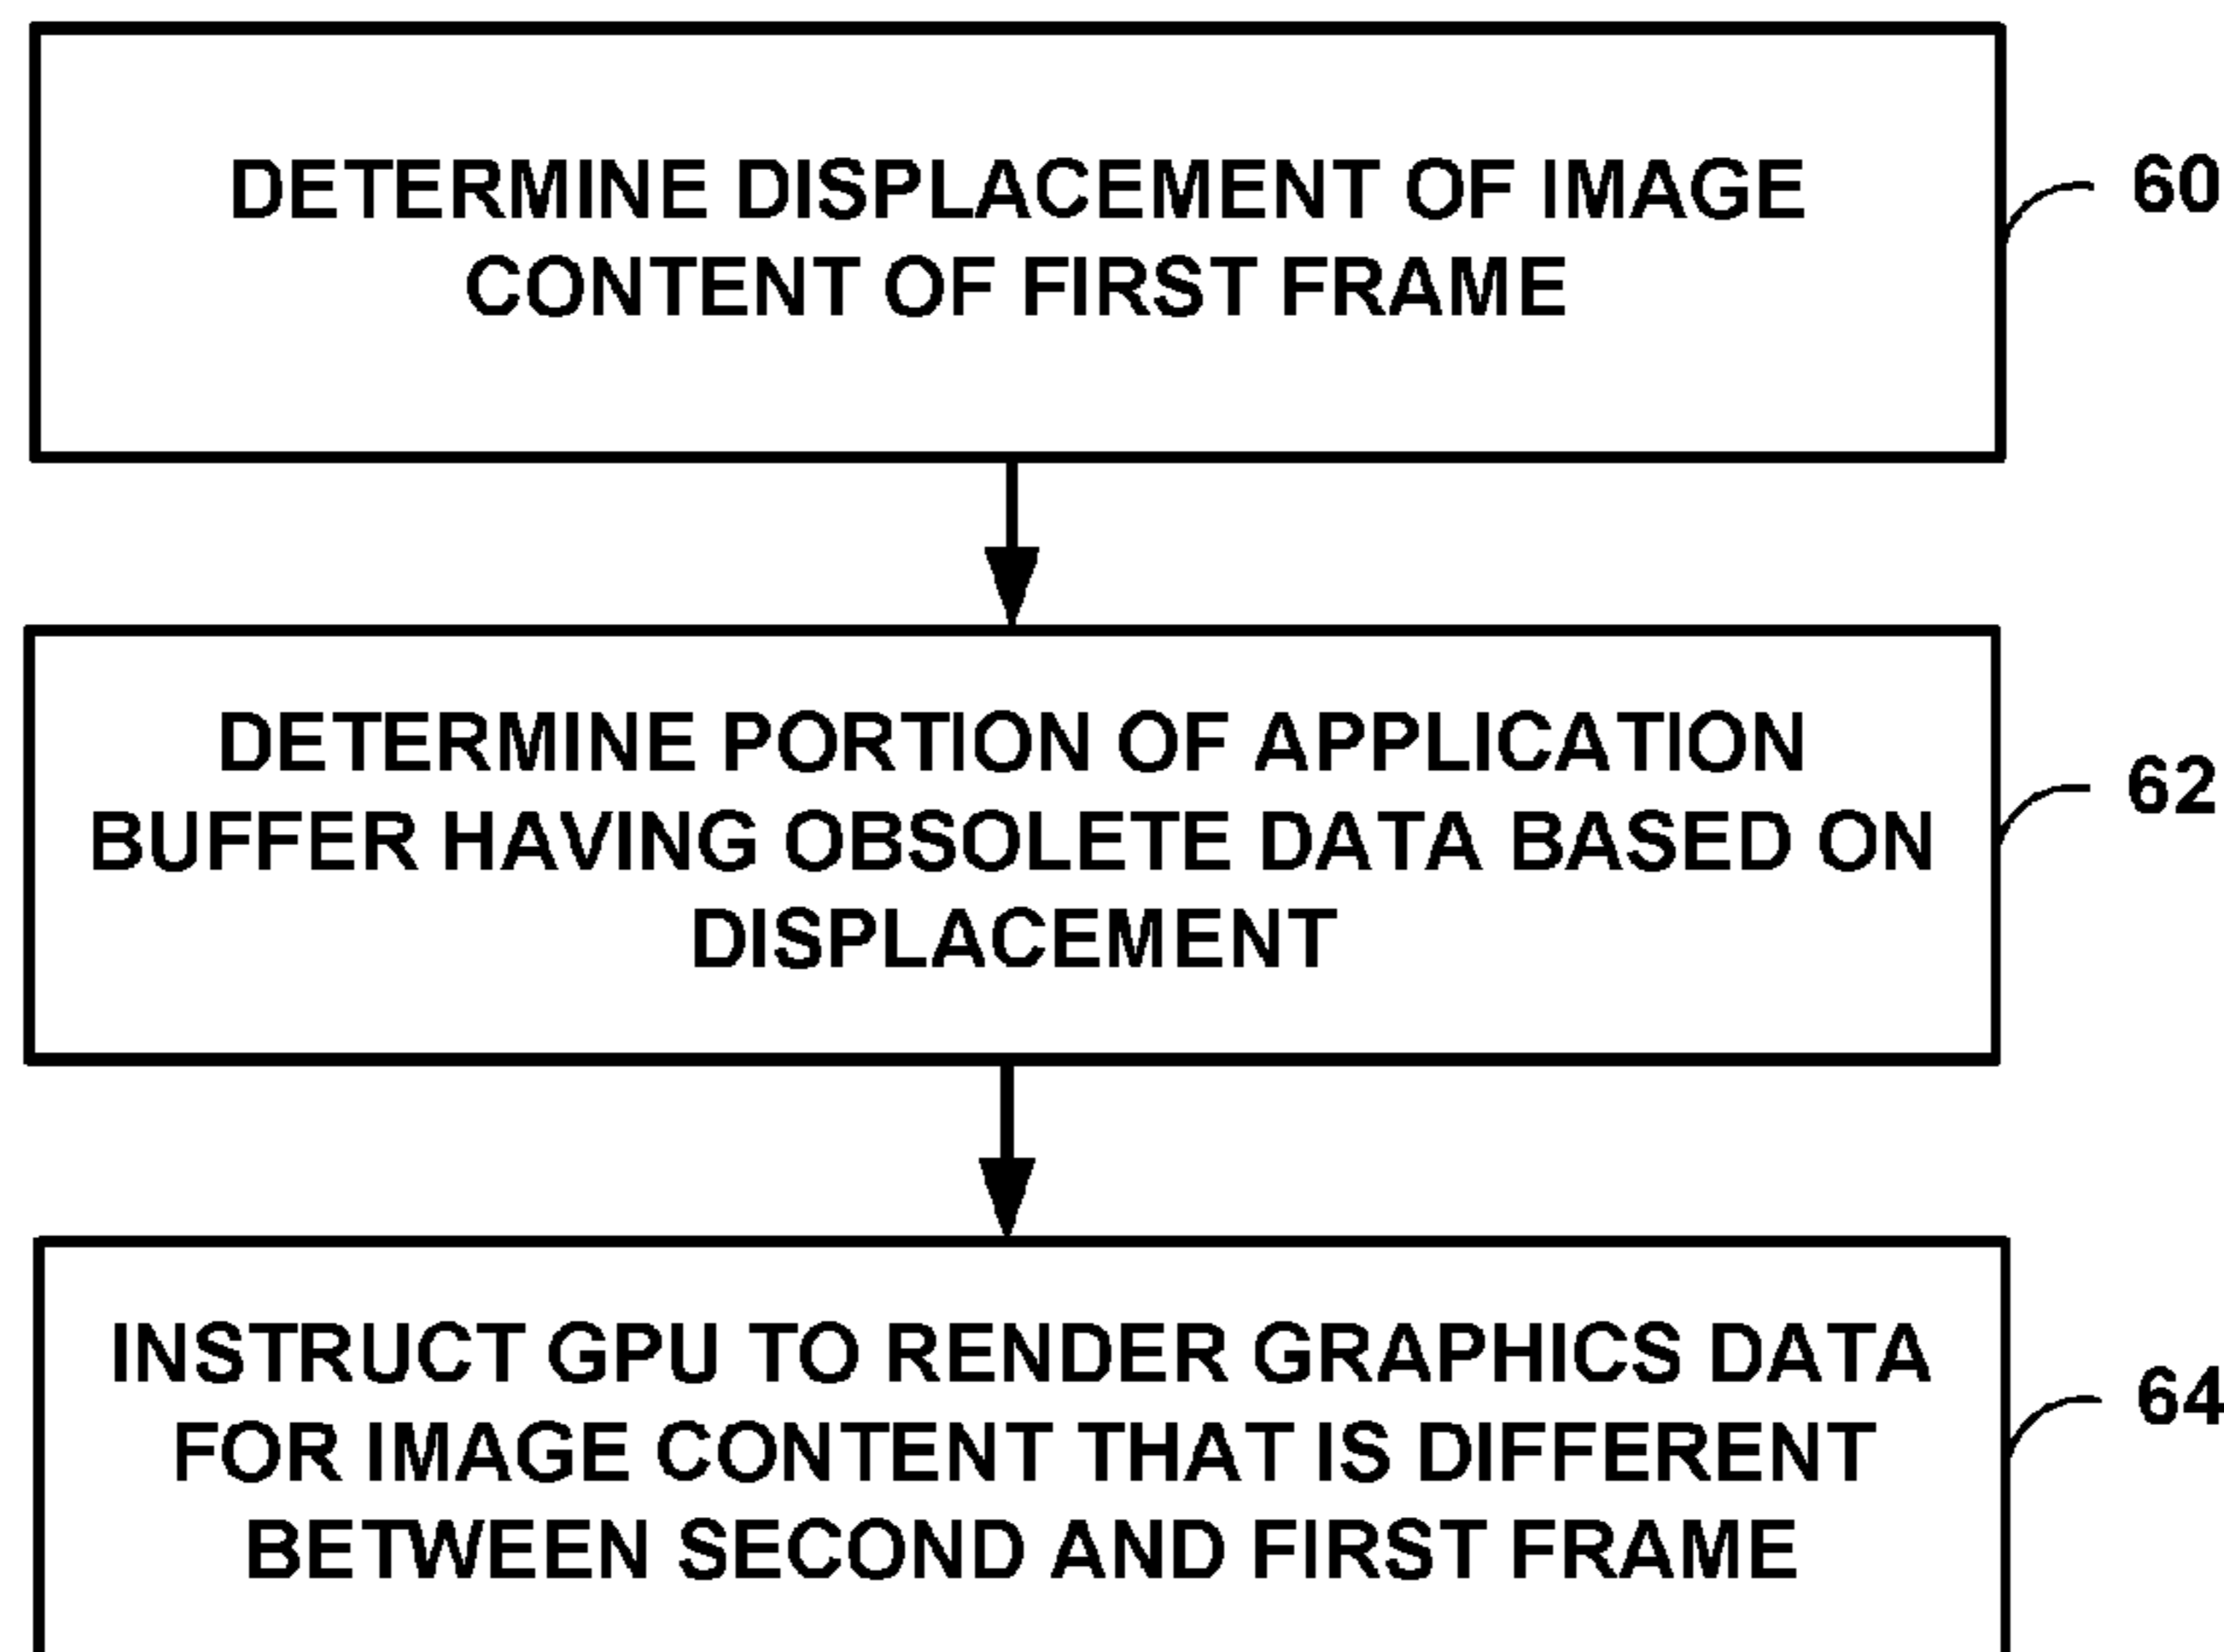 DETERMINE DISPLACEMENT OF IMAGE
CONTENT OF FIRST FRAME
60
DETERMINE PORTION OF APPLICATION
BUFFER HAVING OBSOLETE DATA BASED ON
DISPLACEMENT
62
INSTRUCT GPU TO RENDER GRAPHICS DATA
FOR IMAGE CONTENT THAT IS DIFFERENT
BETWEEN SECOND AND FIRST FRAME
64